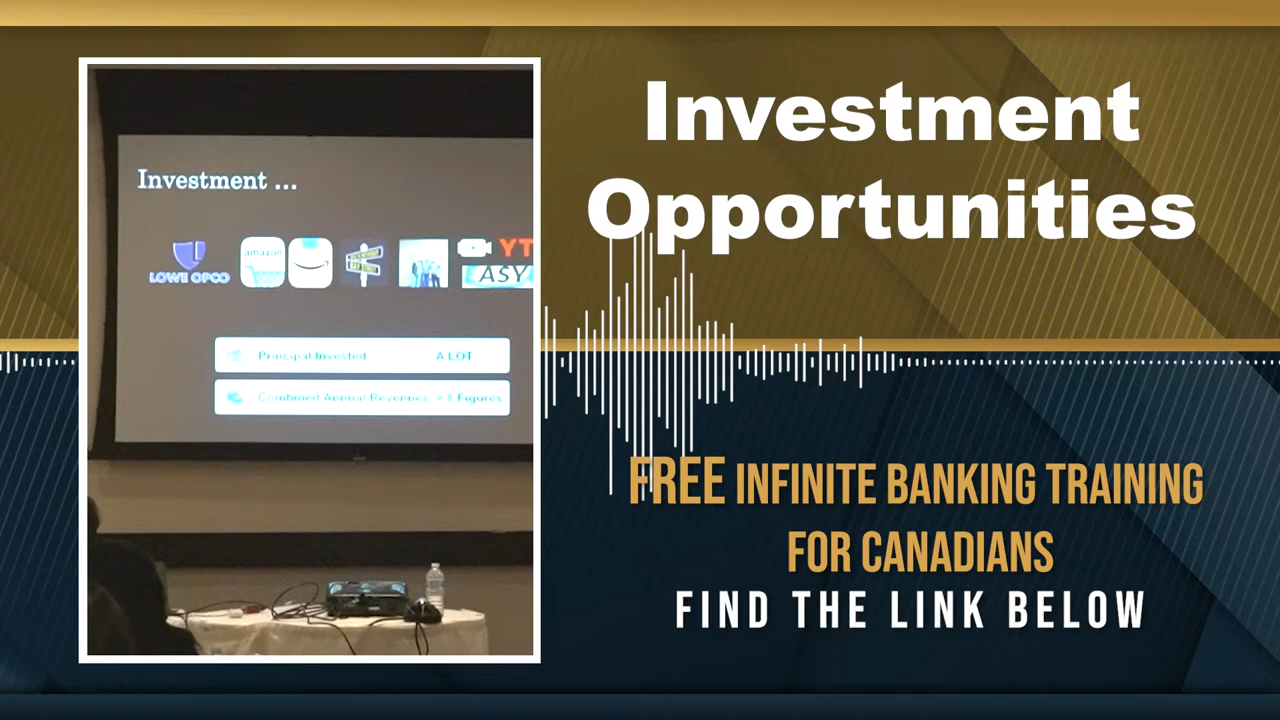 Investment ...
LOWE OPCO
amazon
YT
EASY
Principal Invested A LOT
Combined Annual Revenues > 8 Figures
Investment
Opportunities
FREE INFINITE BANKING TRAINING
FOR CANADIANS
FIND THE LINK BELOW